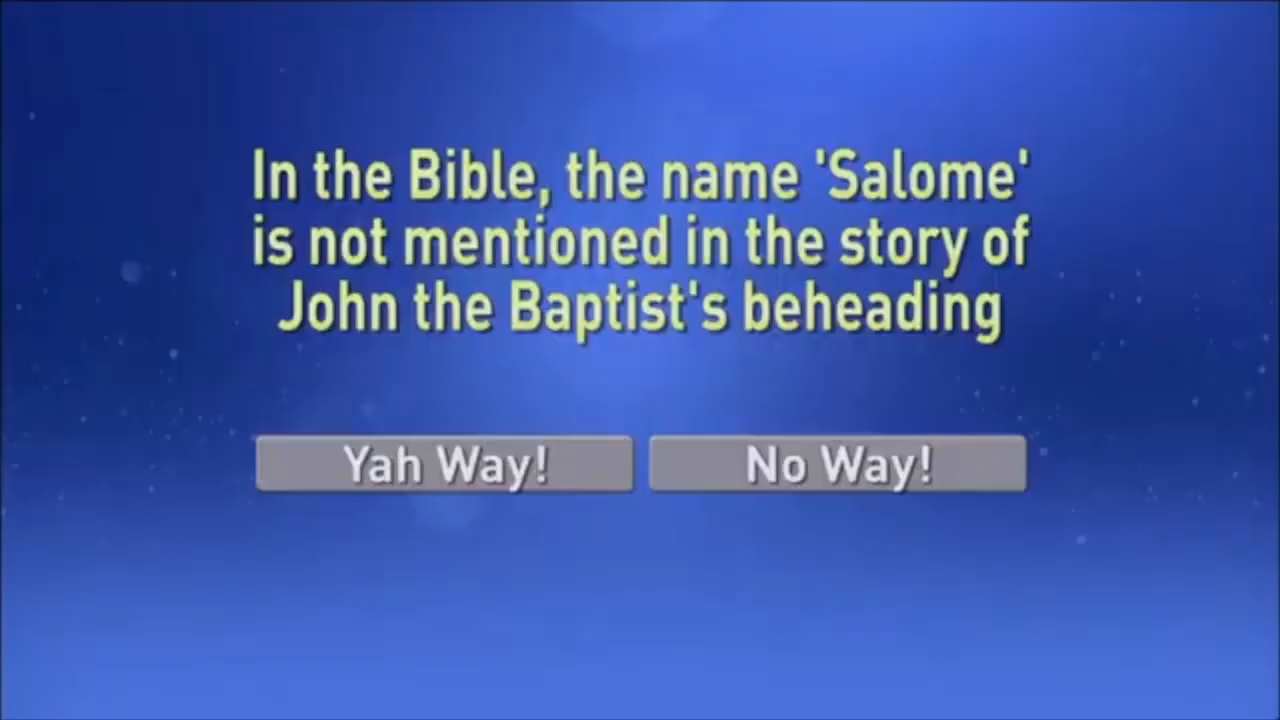 In the Bible, the name 'Salome'
is not mentioned in the story of
John the Baptist's beheading
Yah Way!
No Way!